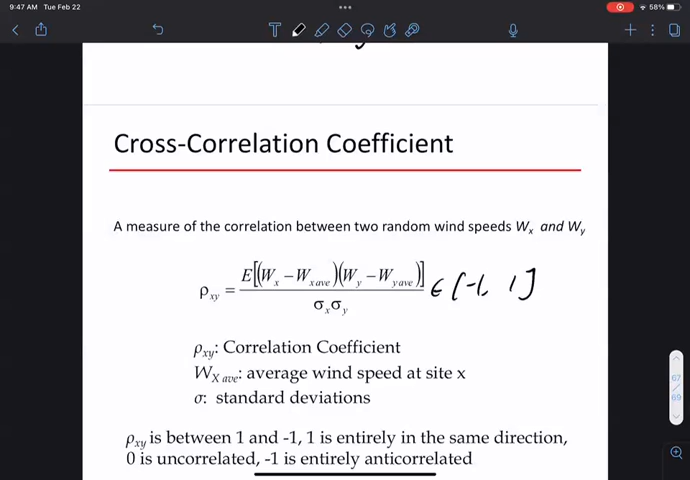 9:47 AM Tue Feb 22
58%
67
/
69
Cross-Correlation Coefficient
A measure of the correlation between two random wind speeds Wx and Wy
ρxy = E[(Wx − Wx ave)(Wy − Wy ave)] / σxσy ∈ [-1, 1]
ρxy: Correlation Coefficient
WX ave: average wind speed at site x
σ: standard deviations
ρxy is between 1 and -1, 1 is entirely in the same direction,
0 is uncorrelated, -1 is entirely anticorrelated